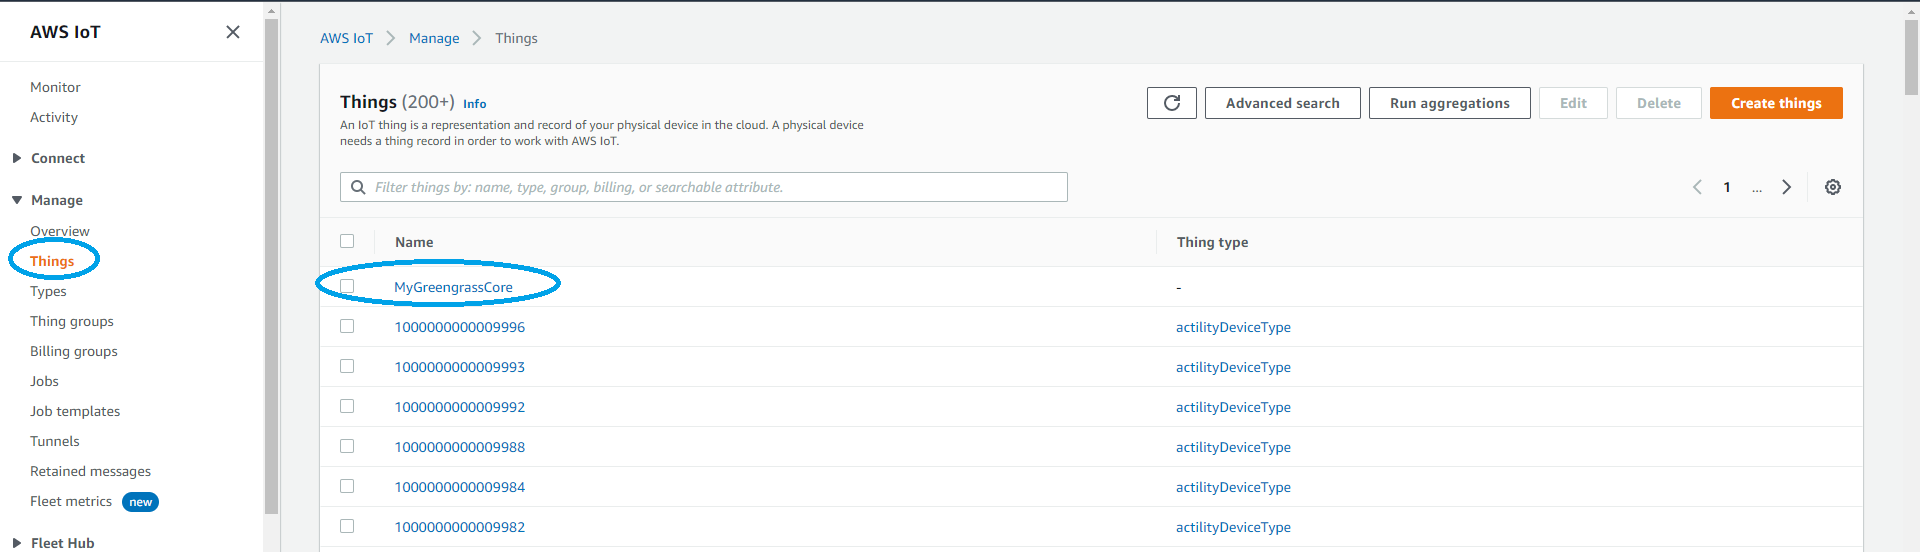 AWS IoT
Monitor
Activity
Connect
Manage
Overview
Things
Types
Thing groups
Billing groups
Jobs
Job templates
Tunnels
Retained messages
Fleet metrics new
Fleet Hub
AWS IoT Manage Things
Things (200+) Info
An IoT thing is a representation and record of your physical device in the cloud. A physical device
needs a thing record in order to work with AWS IoT.
Advanced search Run aggregations Edit Delete Create things
Filter things by: name, type, group, billing, or searchable attribute.
1 ...
Name Thing type
MyGreengrassCore -
1000000000009996 actilityDeviceType
1000000000009993 actilityDeviceType
1000000000009992 actilityDeviceType
1000000000009988 actilityDeviceType
1000000000009984 actilityDeviceType
1000000000009982 actilityDeviceType